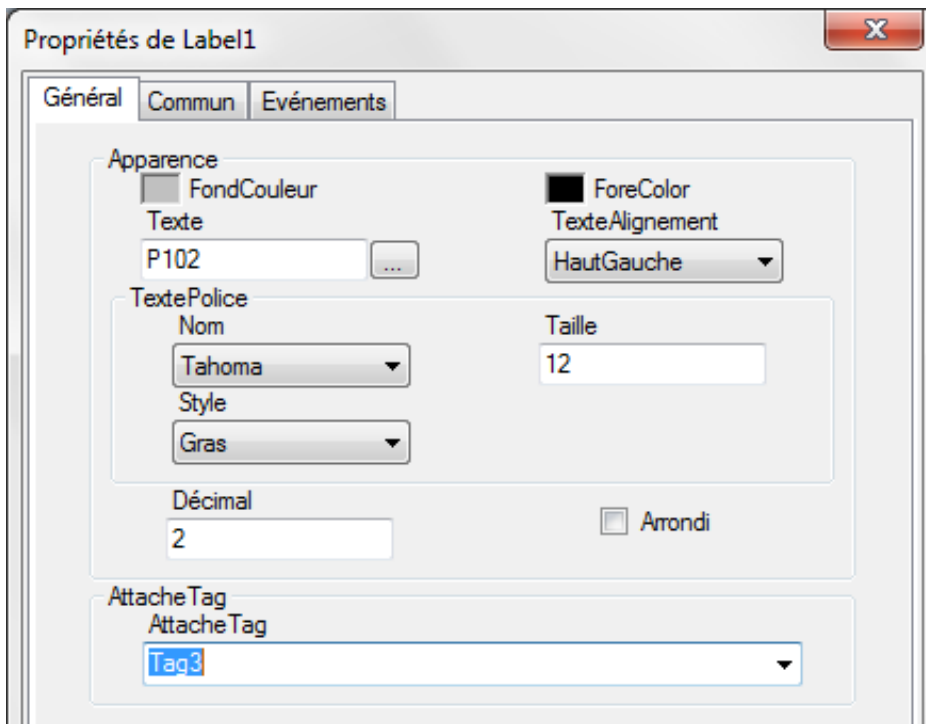 Propriétés de Label1
Général Commun Evénements
Apparence
FondCouleur ForeColor
Texte TexteAlignement
P102 ... HautGauche
TextePolice
Nom Taille
Tahoma 12
Style
Gras
Décimal
2 Arrondi
AttacheTag
AttacheTag
Tag3